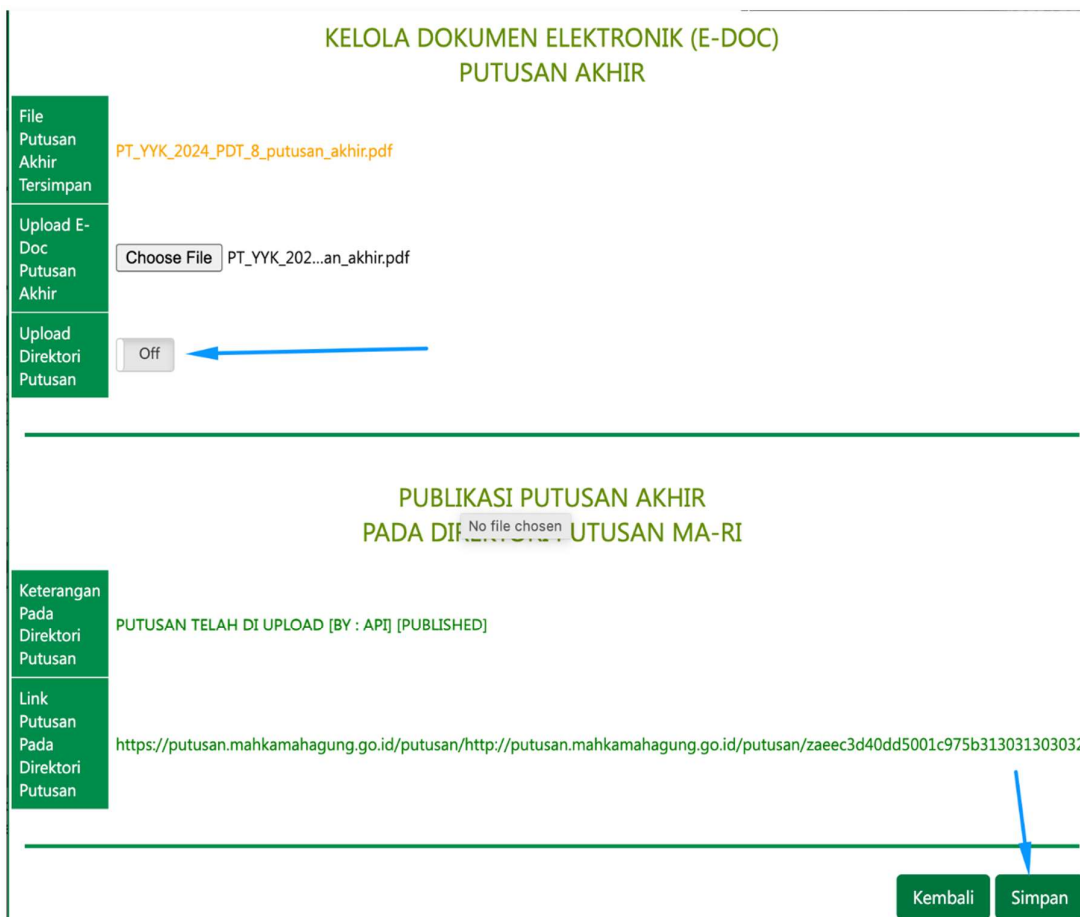 KELOLA DOKUMEN ELEKTRONIK (E-DOC)
PUTUSAN AKHIR
File
Putusan
Akhir
Tersimpan
PT_YYK_2024_PDT_8_putusan_akhir.pdf
Upload E-
Doc
Putusan
Akhir
Choose File PT_YYK_202...an_akhir.pdf
Upload
Direktori
Putusan
Off
PUBLIKASI PUTUSAN AKHIR
PADA UTUSAN MA-RI
No file chosen
Keterangan
Pada
Direktori
Putusan
PUTUSAN TELAH DI UPLOAD [BY : API] [PUBLISHED]
Link
Putusan
Pada
Direktori
Putusan
https://putusan.mahkamahagung.go.id/putusan/http://putusan.mahkamahagung.go.id/putusan/zaeec3d40dd5001c975b313031303032
Kembali Simpan